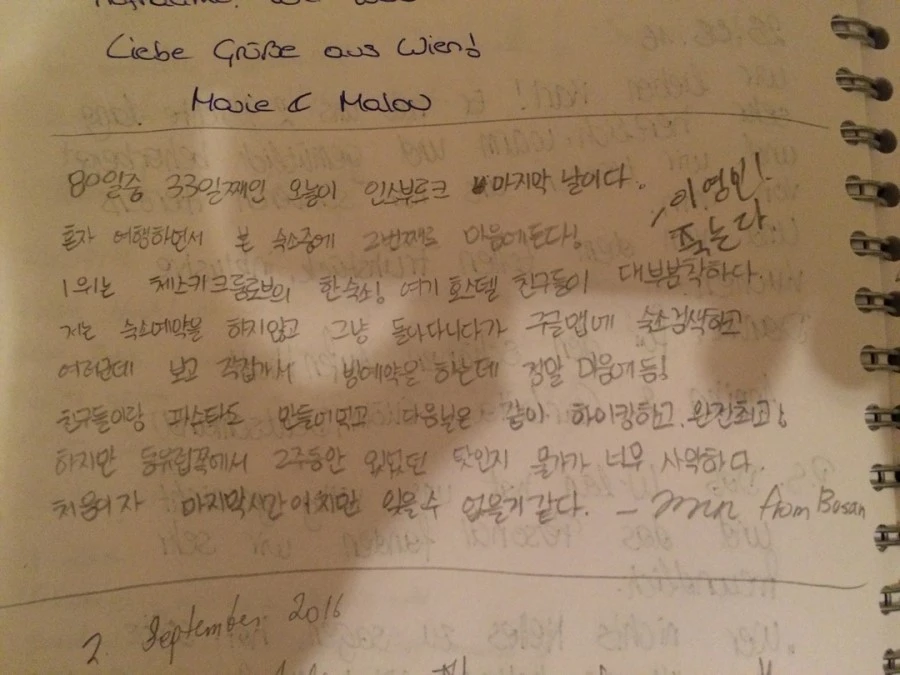 Liebe Grüße aus Wien!
Marie & Malou
80일중 33일째인 오늘이 인스부르크 마지막 날이다.
이영민!
죽는다.
혼자 여행하면서 본 숙소중에 2번째로 마음에든다!
1위는 체스키크룸로브의 한숙소! 여기 호스텔 친구들이 대부분착하다.
저는 숙소예약을 하지않고 그냥 돌아다니다가 구글맵에 숙소검색하고
여러군데 보고 직접가서 방예약을 하는데 정말 마음에듬!
친구들이랑 파스타도 만들어먹고 다음날은 같이 하이킹하고 완전최고!
하지만 동유럽쪽에서 2주동안 있었던 탓인지 물가가 너무 사악하다.
처음이자 마지막시간이지만 잊을수 없을거같다. - min from Busan
2. September 2016